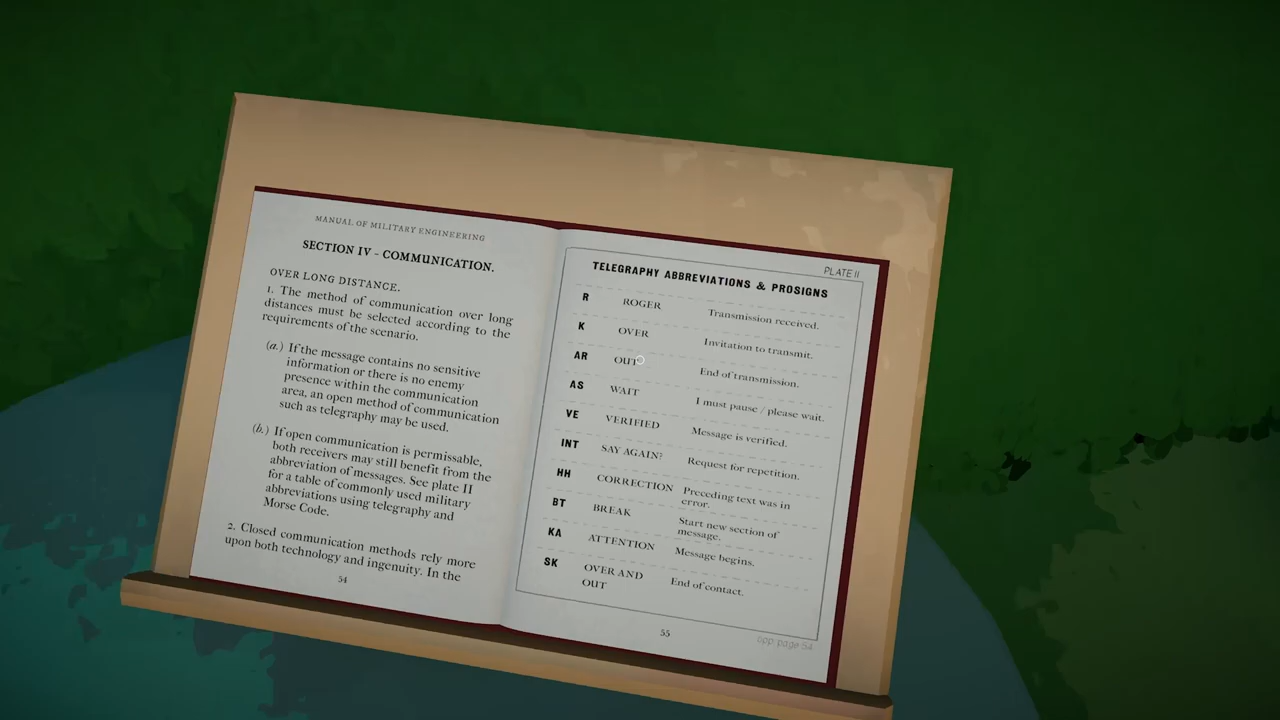 MANUAL OF MILITARY ENGINEERING
SECTION IV - COMMUNICATION.
OVER LONG DISTANCE.
1. The method of communication over long
distances must be selected according to the
requirements of the scenario.
(a.) If the message contains no sensitive
information or there is no enemy
presence within the communication
area, an open method of communication
such as telegraphy may be used.
(b.) If open communication is permissable,
both receivers may still benefit from the
abbreviation of messages. See plate II
for a table of commonly used military
abbreviations using telegraphy and
Morse Code.
2. Closed communication methods rely more
upon both technology and ingenuity. In the
54
PLATE II
TELEGRAPHY ABBREVIATIONS & PROSIGNS
R ROGER Transmission received.
K OVER Invitation to transmit.
AR OUT End of transmission.
AS WAIT I must pause / please wait.
VE VERIFIED Message is verified.
INT SAY AGAIN? Request for repetition.
HH CORRECTION Preceding text was in
error.
BT BREAK Start new section of
message.
KA ATTENTION Message begins.
SK OVER AND End of contact.
OUT
55
opp page 54